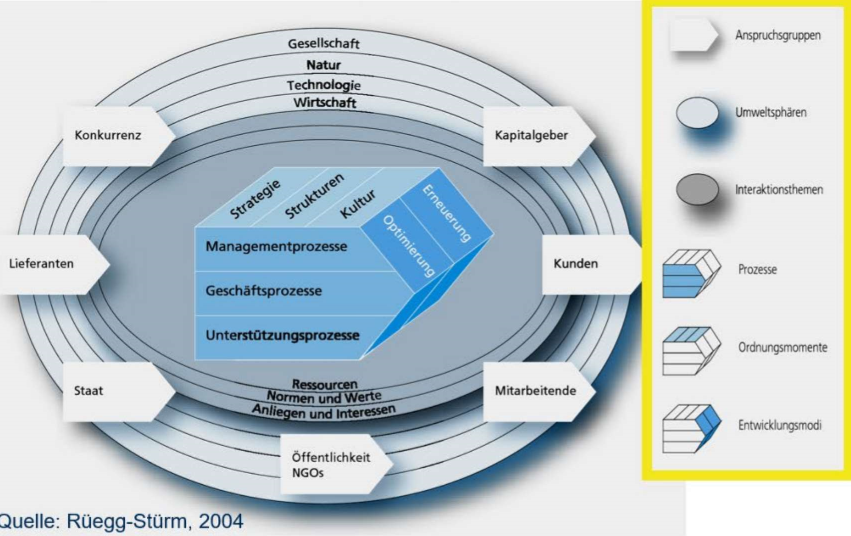 Gesellschaft
Natur
Technologie
Wirtschaft
Konkurrenz
Kapitalgeber
Strategie
Strukturen
Kultur
Erneuerung
Optimierung
Managementprozesse
Geschäftsprozesse
Unterstützungsprozesse
Lieferanten
Kunden
Staat
Mitarbeitende
Ressourcen
Normen und Werte
Anliegen und Interessen
Öffentlichkeit
NGOs
Quelle: Rüegg-Stürm, 2004
Anspruchsgruppen
Umweltsphären
Interaktionsthemen
Prozesse
Ordnungsmomente
Entwicklungsmodi